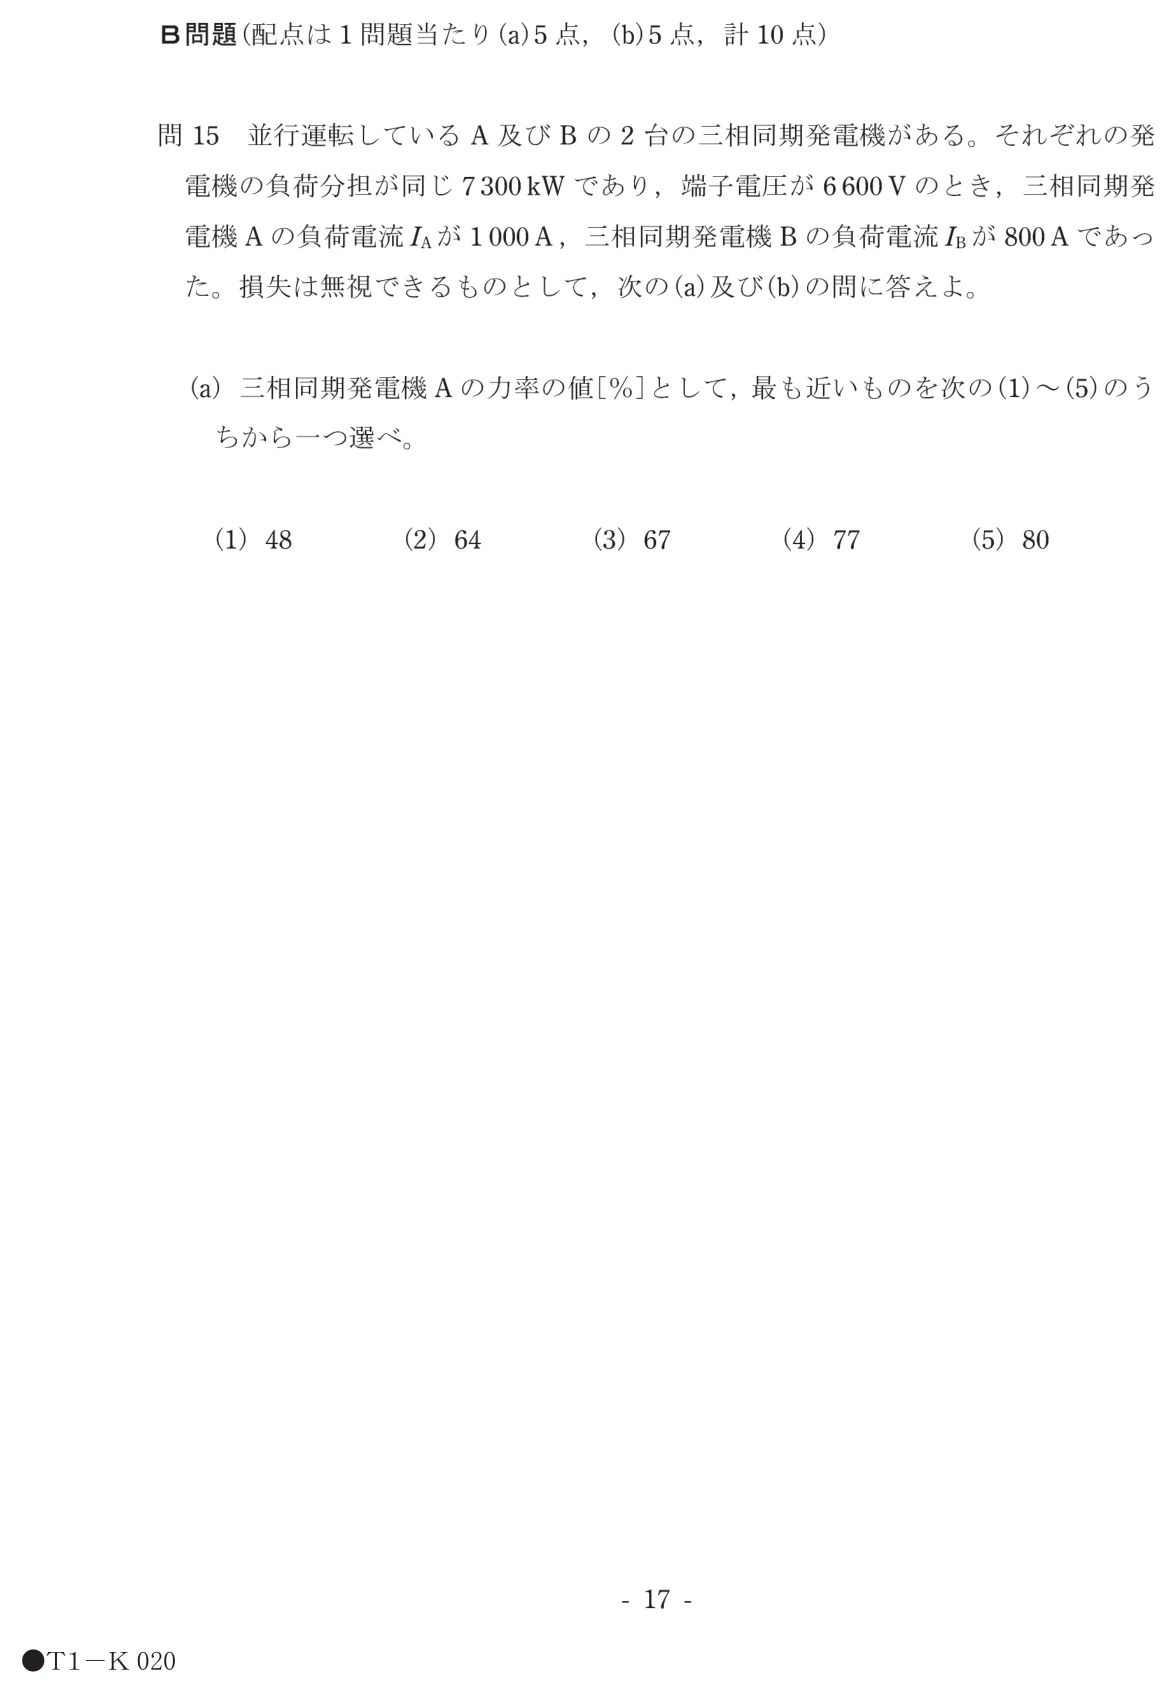 B問題(配点は1問題当たり(a)5点，(b)5点，計10点)
問15　並行運転しているA及びBの2台の三相同期発電機がある。それぞれの発
電機の負荷分担が同じ7300kWであり，端子電圧が6600Vのとき，三相同期発
電機Aの負荷電流IAが1000A，三相同期発電機Bの負荷電流IBが800Aであっ
た。損失は無視できるものとして，次の(a)及び(b)の問に答えよ。
(a) 三相同期発電機Aの力率の値[%]として，最も近いものを次の(1)～(5)のう
ちから一つ選べ。
(1) 48　(2) 64　(3) 67　(4) 77　(5) 80
- 17 -
●T1－K 020